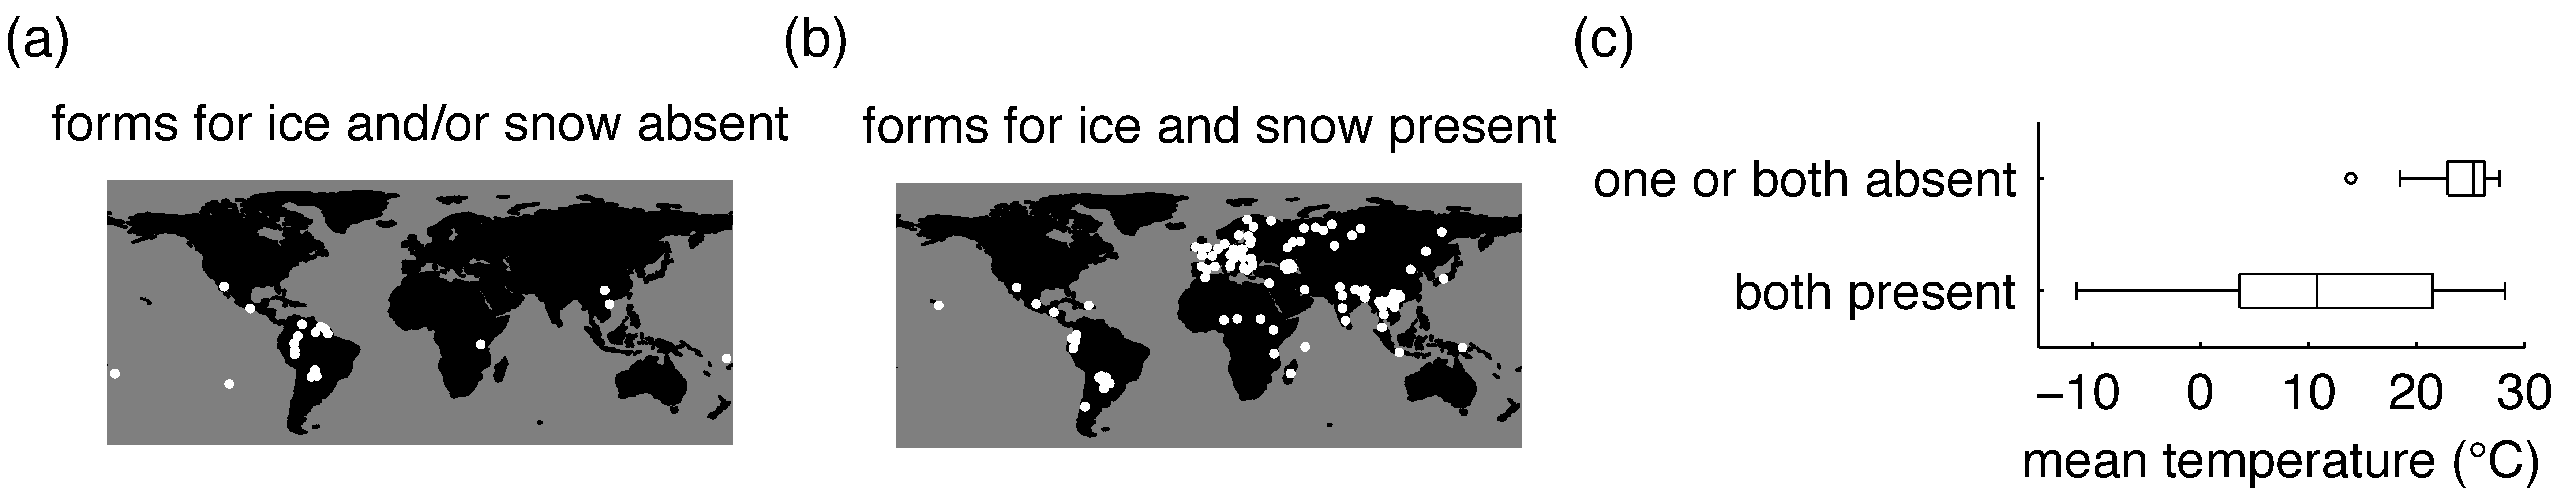 (a)
forms for ice and/or snow absent
(b)
forms for ice and snow present
(c)
one or both absent
both present
−10 0 10 20 30
mean temperature (°C)